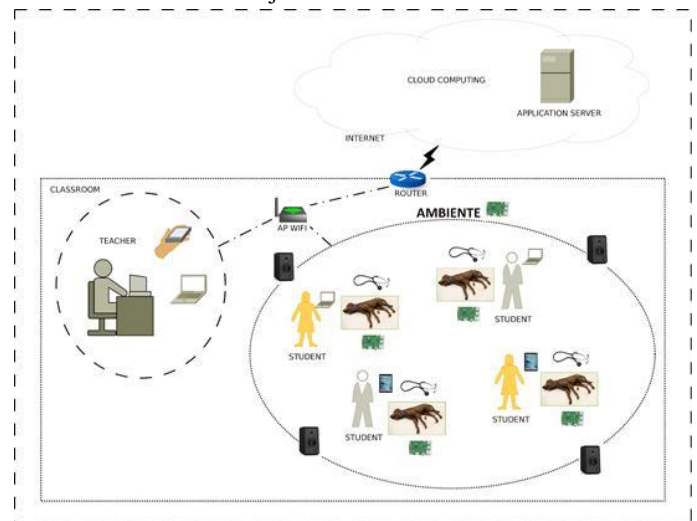 CLOUD COMPUTING
APPLICATION SERVER
INTERNET
CLASSROOM
ROUTER
AMBIENTE
TEACHER
AP WIFI
STUDENT
STUDENT
STUDENT
STUDENT